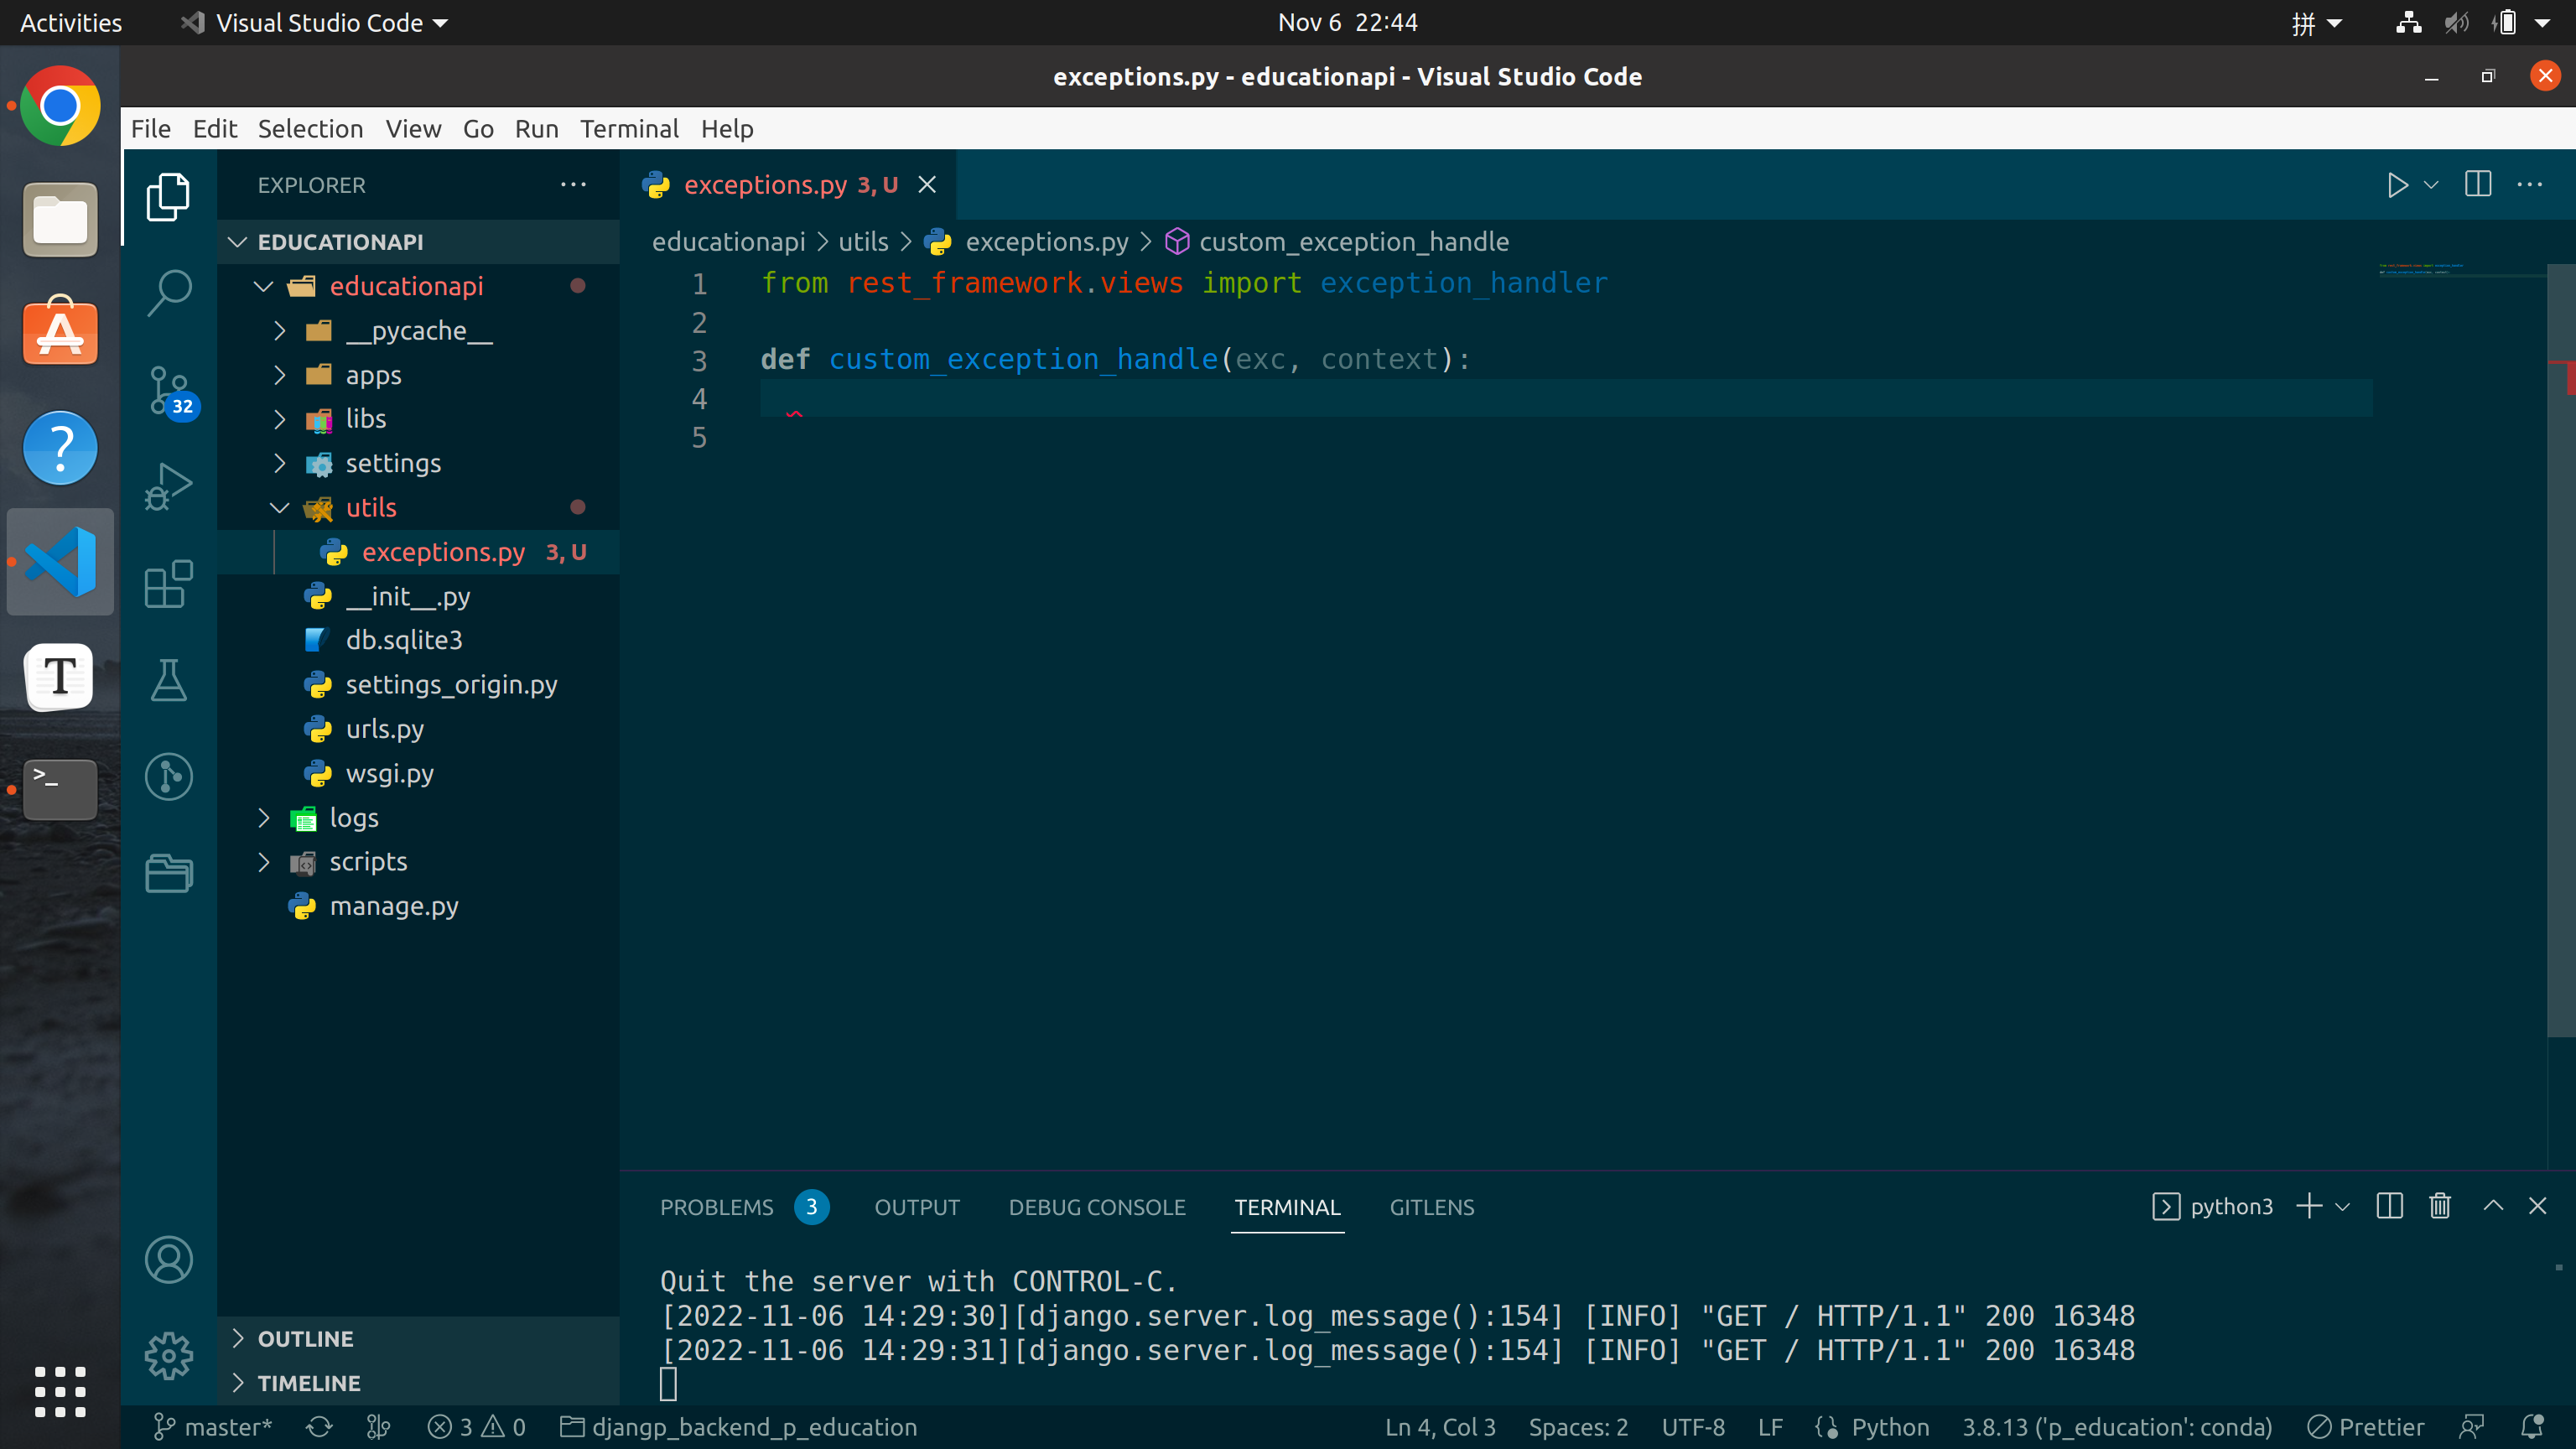 Activities
Visual Studio Code
Nov 6 22:44
拼
exceptions.py - educationapi - Visual Studio Code
File Edit Selection View Go Run Terminal Help
EXPLORER
EDUCATIONAPI
educationapi
__pycache__
apps
libs
settings
utils
exceptions.py 3, U
__init__.py
db.sqlite3
settings_origin.py
urls.py
wsgi.py
logs
scripts
manage.py
OUTLINE
TIMELINE
32
exceptions.py 3, U
educationapi > utils > exceptions.py > custom_exception_handle
1 from rest_framework.views import exception_handler
2
3 def custom_exception_handle(exc, context):
4
5
PROBLEMS 3 OUTPUT DEBUG CONSOLE TERMINAL GITLENS
python3
Quit the server with CONTROL-C.
[2022-11-06 14:29:30][django.server.log_message():154] [INFO] "GET / HTTP/1.1" 200 16348
[2022-11-06 14:29:31][django.server.log_message():154] [INFO] "GET / HTTP/1.1" 200 16348
master* 3 0 djangp_backend_p_education Ln 4, Col 3 Spaces: 2 UTF-8 LF Python 3.8.13 ('p_education': conda) Prettier